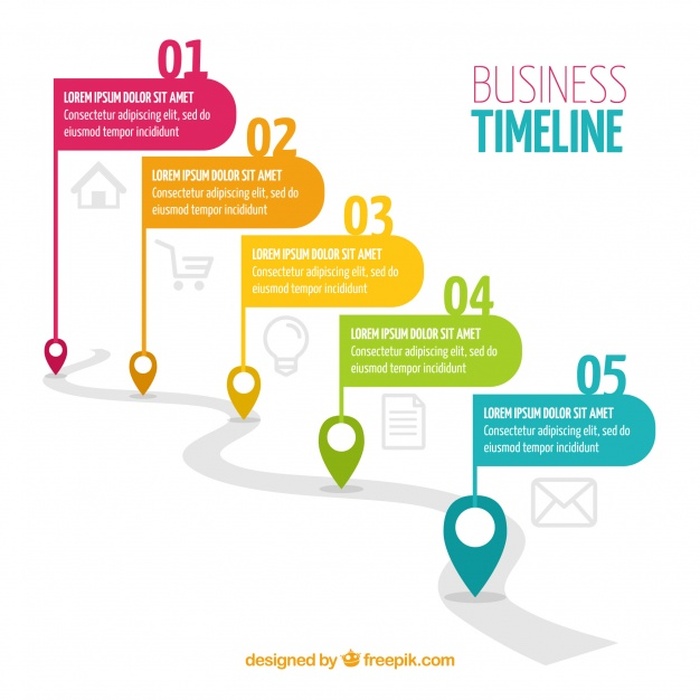 BUSINESS
TIMELINE
01
LOREM IPSUM DOLOR SIT AMET
Consectetur adipiscing elit, sed do
eiusmod tempor incididunt
02
LOREM IPSUM DOLOR SIT AMET
Consectetur adipiscing elit, sed do
eiusmod tempor incididunt
03
LOREM IPSUM DOLOR SIT AMET
Consectetur adipiscing elit, sed do
eiusmod tempor incididunt
04
LOREM IPSUM DOLOR SIT AMET
Consectetur adipiscing elit, sed do
eiusmod tempor incididunt
05
LOREM IPSUM DOLOR SIT AMET
Consectetur adipiscing elit, sed do
eiusmod tempor incididunt
designed by freepik.com